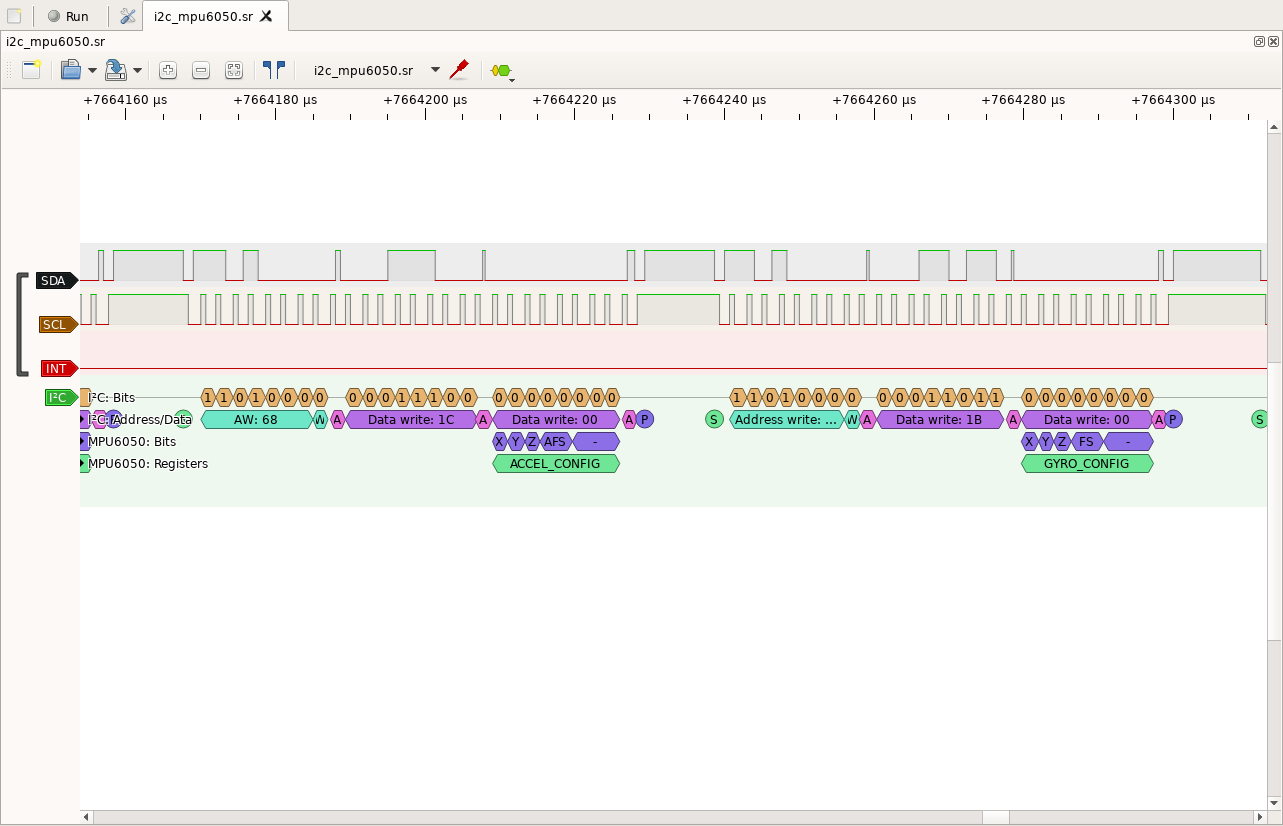 Run
i2c_mpu6050.sr
i2c_mpu6050.sr
i2c_mpu6050.sr
+7664160 µs +7664180 µs +7664200 µs +7664220 µs +7664240 µs +7664260 µs +7664280 µs +7664300 µs
SDA
SCL
INT
I²C I²C: Bits 1 1 0 1 0 0 0 0 0 0 0 1 1 1 0 0 0 0 0 0 0 0 0 0 1 1 0 1 0 0 0 0 0 0 0 1 1 0 1 1 0 0 0 0 0 0 0 0
I²C: Address/Data AW: 68 W A Data write: 1C A Data write: 00 A P S Address write: ... W A Data write: 1B A Data write: 00 A P S
MPU6050: Bits X Y Z AFS - X Y Z FS -
MPU6050: Registers ACCEL_CONFIG GYRO_CONFIG